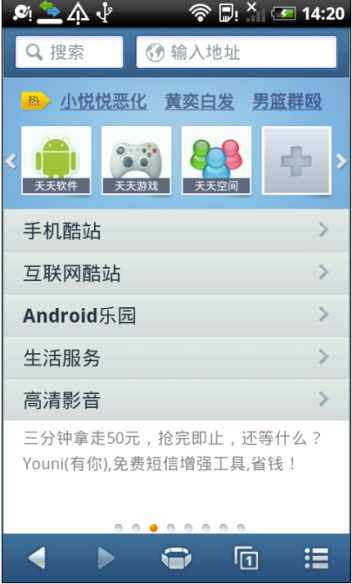 14:20
搜索 输入地址
热 小悦悦恶化 黄奕白发 男篮群殴
天天软件 天天游戏 天天空间
手机酷站
互联网酷站
Android乐园
生活服务
高清影音
三分钟拿走50元，抢完即止，还等什么？
Youni(有你),免费短信增强工具,省钱！
1